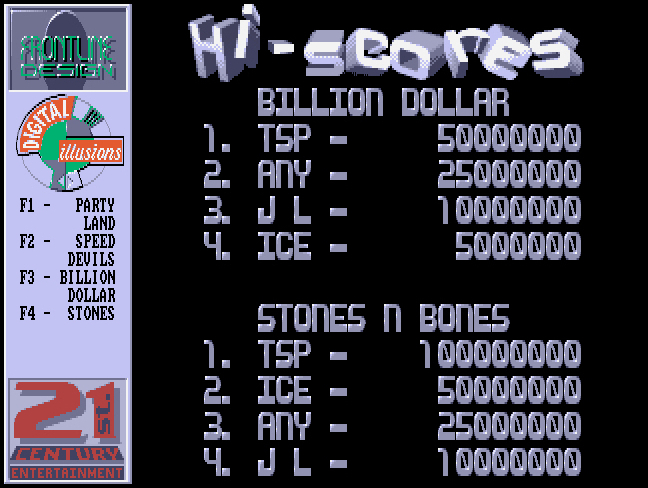 FRONTLINE
DESIGN
DIGITAL
illusions
F1 - PARTY
LAND
F2 - SPEED
DEVILS
F3 - BILLION
DOLLAR
F4 - STONES
21st.
CENTURY
ENTERTAINMENT
Hi-scores
BILLION DOLLAR
1. TSP - 50000000
2. ANY - 25000000
3. J L - 10000000
4. ICE - 5000000
STONES N BONES
1. TSP - 100000000
2. ICE - 50000000
3. ANY - 25000000
4. J L - 10000000